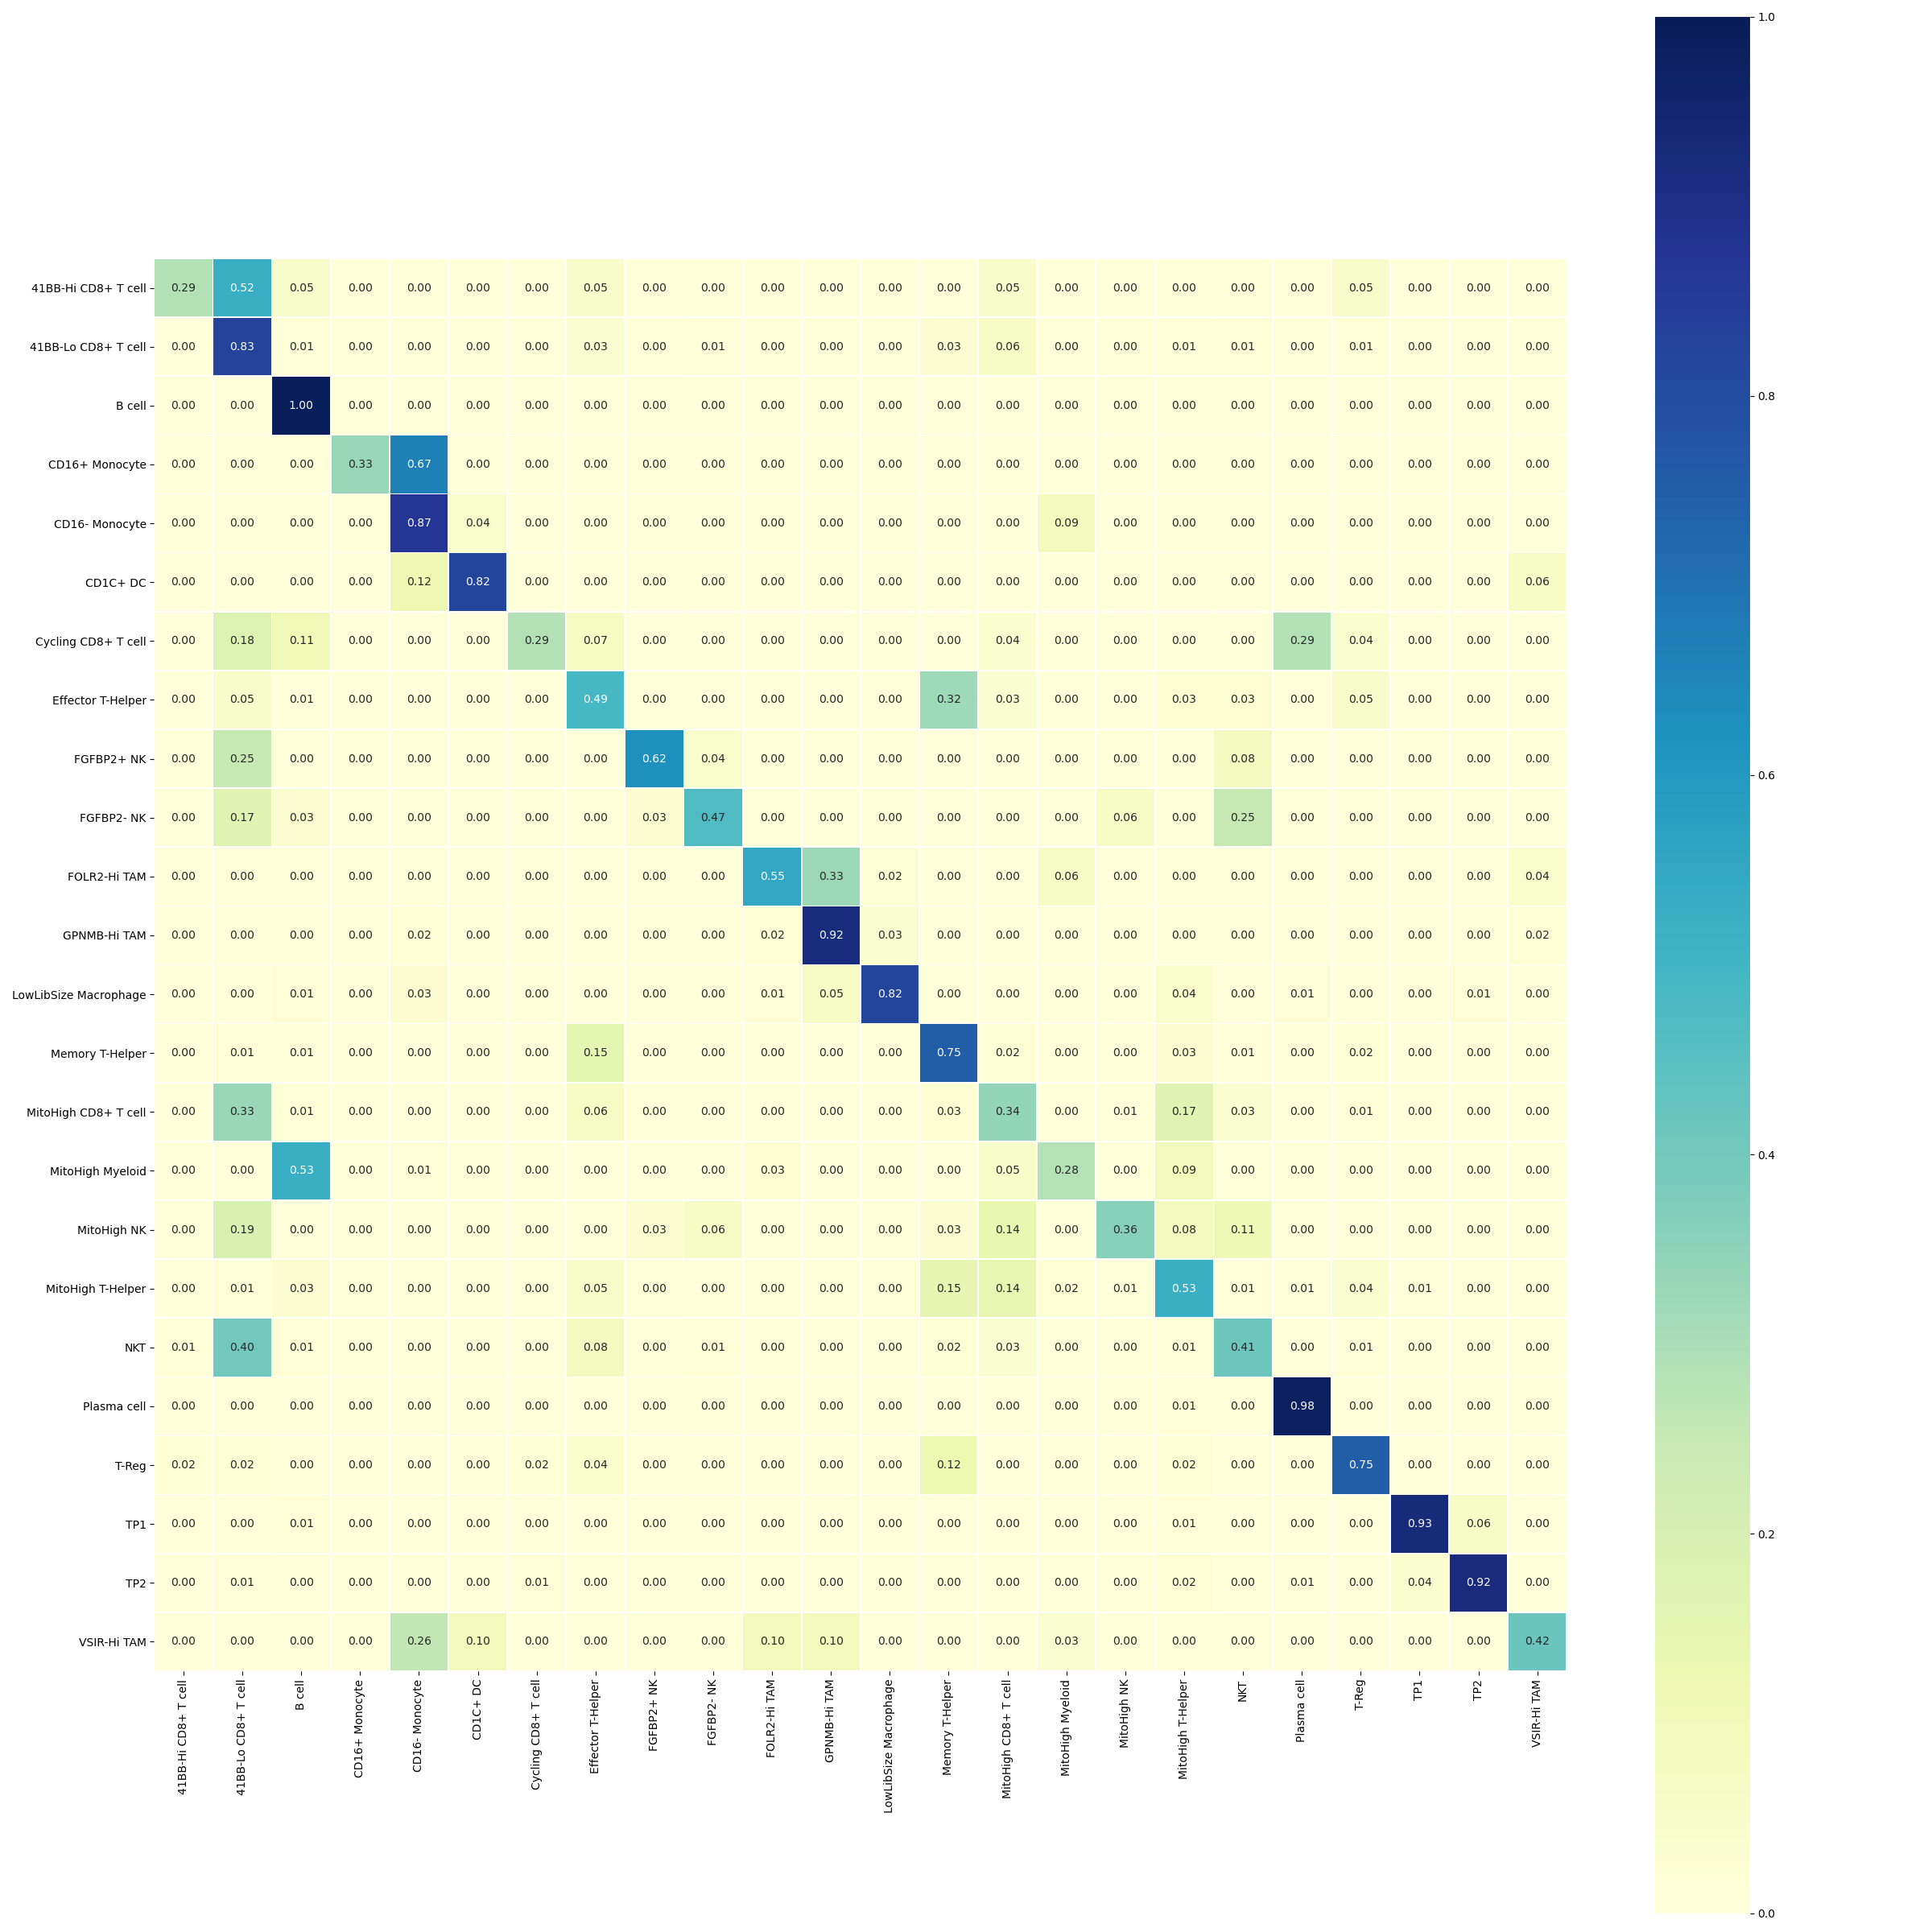 1.0
41BB-Hi CD8+ T cell 0.29 0.52 0.05 0.00 0.00 0.00 0.00 0.05 0.00 0.00 0.00 0.00 0.00 0.00 0.05 0.00 0.00 0.00 0.00 0.00 0.05 0.00 0.00 0.00
41BB-Lo CD8+ T cell 0.00 0.83 0.01 0.00 0.00 0.00 0.00 0.03 0.00 0.01 0.00 0.00 0.00 0.03 0.06 0.00 0.00 0.01 0.01 0.00 0.01 0.00 0.00 0.00
0.8
B cell 0.00 0.00 1.00 0.00 0.00 0.00 0.00 0.00 0.00 0.00 0.00 0.00 0.00 0.00 0.00 0.00 0.00 0.00 0.00 0.00 0.00 0.00 0.00 0.00
CD16+ Monocyte 0.00 0.00 0.00 0.33 0.67 0.00 0.00 0.00 0.00 0.00 0.00 0.00 0.00 0.00 0.00 0.00 0.00 0.00 0.00 0.00 0.00 0.00 0.00 0.00
CD16- Monocyte 0.00 0.00 0.00 0.00 0.87 0.04 0.00 0.00 0.00 0.00 0.00 0.00 0.00 0.00 0.00 0.09 0.00 0.00 0.00 0.00 0.00 0.00 0.00 0.00
CD1C+ DC 0.00 0.00 0.00 0.00 0.12 0.82 0.00 0.00 0.00 0.00 0.00 0.00 0.00 0.00 0.00 0.00 0.00 0.00 0.00 0.00 0.00 0.00 0.00 0.06
Cycling CD8+ T cell 0.00 0.18 0.11 0.00 0.00 0.00 0.29 0.07 0.00 0.00 0.00 0.00 0.00 0.00 0.04 0.00 0.00 0.00 0.00 0.29 0.04 0.00 0.00 0.00
Effector T-Helper 0.00 0.05 0.01 0.00 0.00 0.00 0.00 0.49 0.00 0.00 0.00 0.00 0.00 0.32 0.03 0.00 0.00 0.03 0.03 0.00 0.05 0.00 0.00 0.00
FGFBP2+ NK 0.00 0.25 0.00 0.00 0.00 0.00 0.00 0.00 0.62 0.04 0.00 0.00 0.00 0.00 0.00 0.00 0.00 0.00 0.08 0.00 0.00 0.00 0.00 0.00
0.6
FGFBP2- NK 0.00 0.17 0.03 0.00 0.00 0.00 0.00 0.00 0.03 0.47 0.00 0.00 0.00 0.00 0.00 0.00 0.06 0.00 0.25 0.00 0.00 0.00 0.00 0.00
FOLR2-Hi TAM 0.00 0.00 0.00 0.00 0.00 0.00 0.00 0.00 0.00 0.00 0.55 0.33 0.02 0.00 0.00 0.06 0.00 0.00 0.00 0.00 0.00 0.00 0.00 0.04
GPNMB-Hi TAM 0.00 0.00 0.00 0.00 0.02 0.00 0.00 0.00 0.00 0.00 0.02 0.92 0.03 0.00 0.00 0.00 0.00 0.00 0.00 0.00 0.00 0.00 0.00 0.02
LowLibSize Macrophage 0.00 0.00 0.01 0.00 0.03 0.00 0.00 0.00 0.00 0.00 0.01 0.05 0.82 0.00 0.00 0.00 0.00 0.04 0.00 0.01 0.00 0.00 0.01 0.00
Memory T-Helper 0.00 0.01 0.01 0.00 0.00 0.00 0.00 0.15 0.00 0.00 0.00 0.00 0.00 0.75 0.02 0.00 0.00 0.03 0.01 0.00 0.02 0.00 0.00 0.00
MitoHigh CD8+ T cell 0.00 0.33 0.01 0.00 0.00 0.00 0.00 0.06 0.00 0.00 0.00 0.00 0.00 0.03 0.34 0.00 0.01 0.17 0.03 0.00 0.01 0.00 0.00 0.00
0.4
MitoHigh Myeloid 0.00 0.00 0.53 0.00 0.01 0.00 0.00 0.00 0.00 0.00 0.03 0.00 0.00 0.00 0.05 0.28 0.00 0.09 0.00 0.00 0.00 0.00 0.00 0.00
MitoHigh NK 0.00 0.19 0.00 0.00 0.00 0.00 0.00 0.00 0.03 0.06 0.00 0.00 0.00 0.03 0.14 0.00 0.36 0.08 0.11 0.00 0.00 0.00 0.00 0.00
MitoHigh T-Helper 0.00 0.01 0.03 0.00 0.00 0.00 0.00 0.05 0.00 0.00 0.00 0.00 0.00 0.15 0.14 0.02 0.01 0.53 0.01 0.01 0.04 0.01 0.00 0.00
NKT 0.01 0.40 0.01 0.00 0.00 0.00 0.00 0.08 0.00 0.01 0.00 0.00 0.00 0.02 0.03 0.00 0.00 0.01 0.41 0.00 0.01 0.00 0.00 0.00
Plasma cell 0.00 0.00 0.00 0.00 0.00 0.00 0.00 0.00 0.00 0.00 0.00 0.00 0.00 0.00 0.00 0.00 0.00 0.01 0.00 0.98 0.00 0.00 0.00 0.00
T-Reg 0.02 0.02 0.00 0.00 0.00 0.00 0.02 0.04 0.00 0.00 0.00 0.00 0.00 0.12 0.00 0.00 0.00 0.02 0.00 0.00 0.75 0.00 0.00 0.00
TP1 0.00 0.00 0.01 0.00 0.00 0.00 0.00 0.00 0.00 0.00 0.00 0.00 0.00 0.00 0.00 0.00 0.00 0.01 0.00 0.00 0.00 0.93 0.06 0.00
0.2
TP2 0.00 0.01 0.00 0.00 0.00 0.00 0.01 0.00 0.00 0.00 0.00 0.00 0.00 0.00 0.00 0.00 0.00 0.02 0.00 0.01 0.00 0.04 0.92 0.00
VSIR-Hi TAM 0.00 0.00 0.00 0.00 0.26 0.10 0.00 0.00 0.00 0.00 0.10 0.10 0.00 0.00 0.00 0.03 0.00 0.00 0.00 0.00 0.00 0.00 0.00 0.42
41BB-Hi CD8+ T cell
41BB-Lo CD8+ T cell
B cell
CD16+ Monocyte
CD16- Monocyte
CD1C+ DC
Cycling CD8+ T cell
Effector T-Helper
FGFBP2+ NK
FGFBP2- NK
FOLR2-Hi TAM
GPNMB-Hi TAM
LowLibSize Macrophage
Memory T-Helper
MitoHigh CD8+ T cell
MitoHigh Myeloid
MitoHigh NK
MitoHigh T-Helper
NKT
Plasma cell
T-Reg
TP1
TP2
VSIR-Hi TAM
0.0